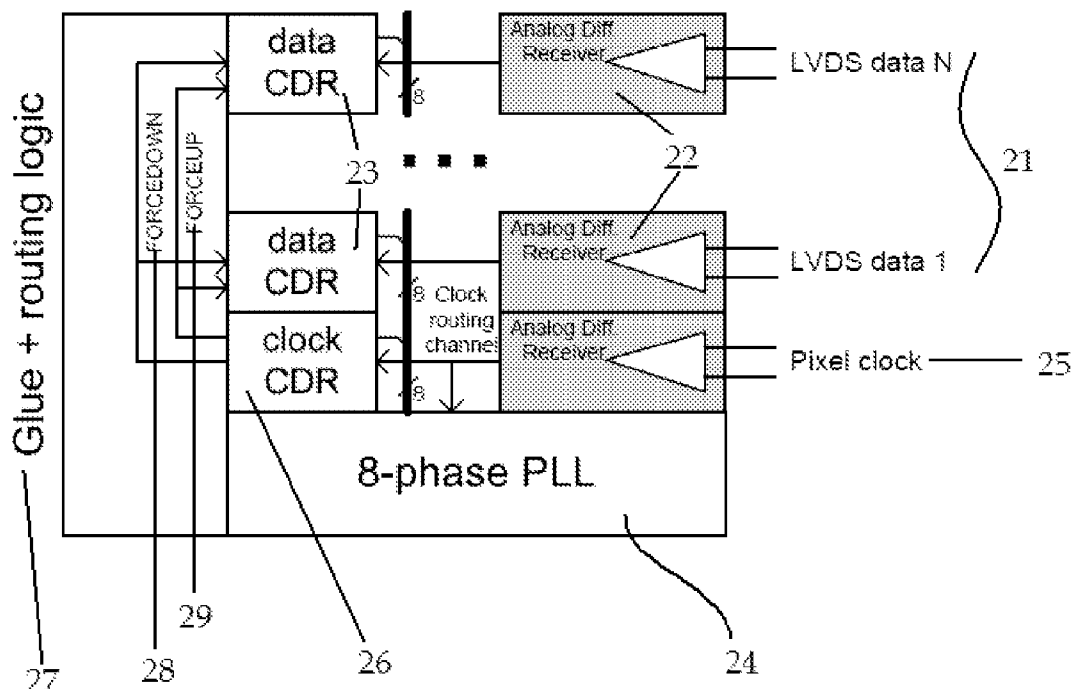 data
CDR
8
Analog Diff
Receiver
22
LVDS data N
Glue + routing logic
FORCEDOWN
FORCEUP
23
21
data
CDR
8
Clock
routing
channel
Analog Diff
Receiver
LVDS data 1
clock
CDR
8
Analog Diff
Receiver
Pixel clock
25
8-phase PLL
27
28
29
26
24